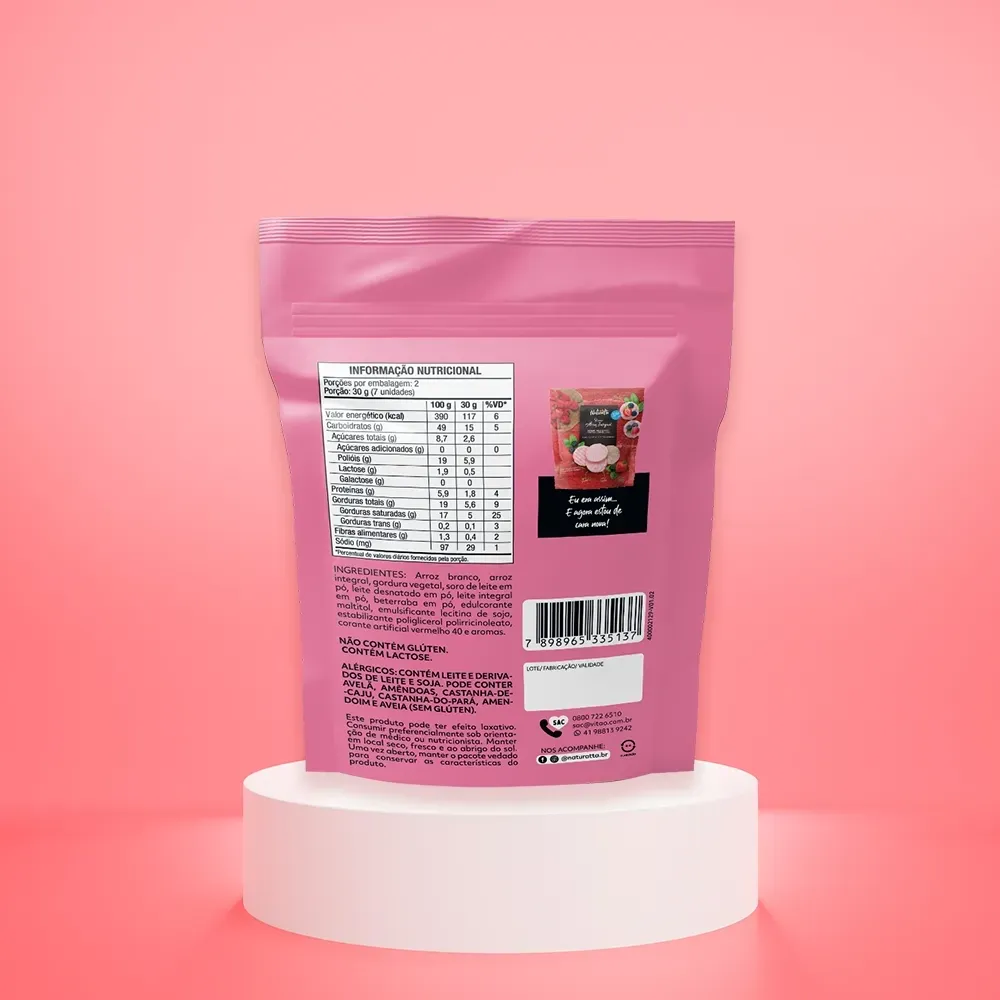 INFORMAÇÃO NUTRICIONAL
Porções por embalagem: 2
Porção: 30 g (7 unidades)
100 g 30 g %VD*
Valor energético (kcal) 390 117 6
Carboidratos (g) 49 15 5
Açúcares totais (g) 8,7 2,6
Açúcares adicionados (g) 0 0 0
Polióis (g) 19 5,9
Lactose (g) 1,9 0,5
Galactose (g) 0 0
Proteínas (g) 5,9 1,8 4
Gorduras totais (g) 19 5,6 9
Gorduras saturadas (g) 17 5 25
Gorduras trans (g) 0,2 0,1 3
Fibras alimentares (g) 1,3 0,4 2
Sódio (mg) 97 29 1
*Percentual de valores diários fornecidos pela porção.
INGREDIENTES: Arroz branco, arroz
integral, gordura vegetal, soro de leite em
pó, leite desnatado em pó, leite integral
em pó, beterraba em pó, edulcorante
maltitol, emulsificante lecitina de soja,
estabilizante poligliceral polirricinoleato,
corante artificial vermelho 40 e aromas.
NÃO CONTÉM GLÚTEN.
CONTÉM LACTOSE.
ALÉRGICOS: CONTÉM LEITE E DERIVA-
DOS DE LEITE E SOJA. PODE CONTER
AVELÃ, AMÊNDOAS, CASTANHA-DE-
-CAJU, CASTANHA-DO-PARÁ, AMEN-
DOIM E AVEIA (SEM GLÚTEN).
Este produto pode ter efeito laxativo.
Consumir preferencialmente sob orienta-
ção de médico ou nutricionista. Manter
em local seco, fresco e ao abrigo do sol.
Uma vez aberto, manter o pacote vedado
para conservar as características do
produto.
Naturatta
Arroz Integral
Eu era assim...
E agora estou de
cara nova!
7 898965 335137
400002129-V01.02
LOTE/ FABRICAÇÃO/ VALIDADE
SAC
0800 722 6510
sac@vitao.com.br
41 98813 9242
NOS ACOMPANHE:
@naturatta.br